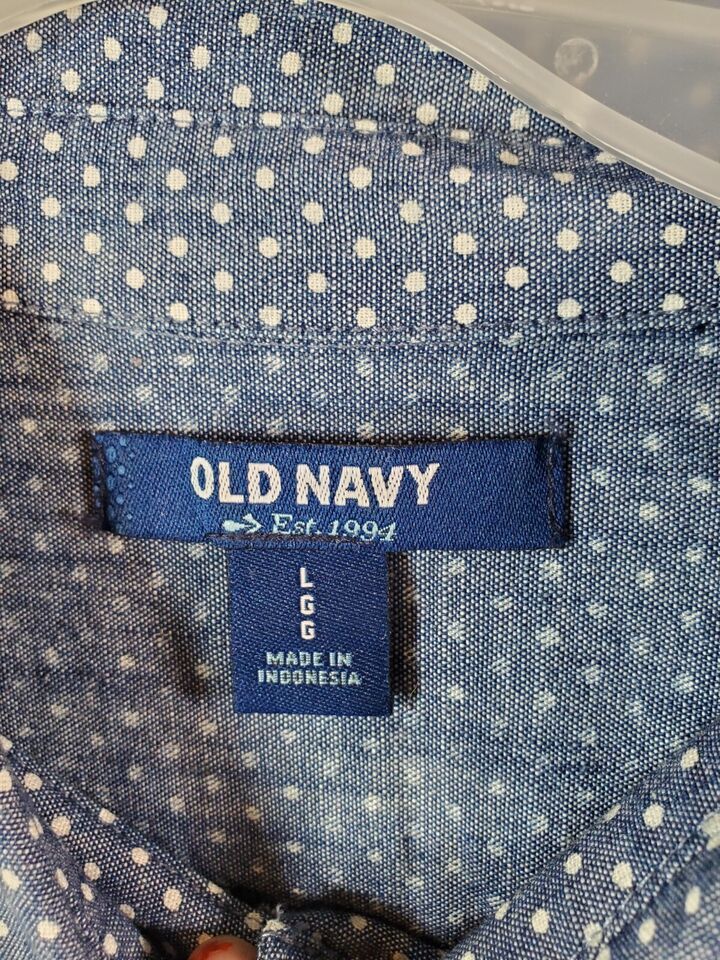 OLD NAVY
Est. 1994
L
G
G
MADE IN
INDONESIA